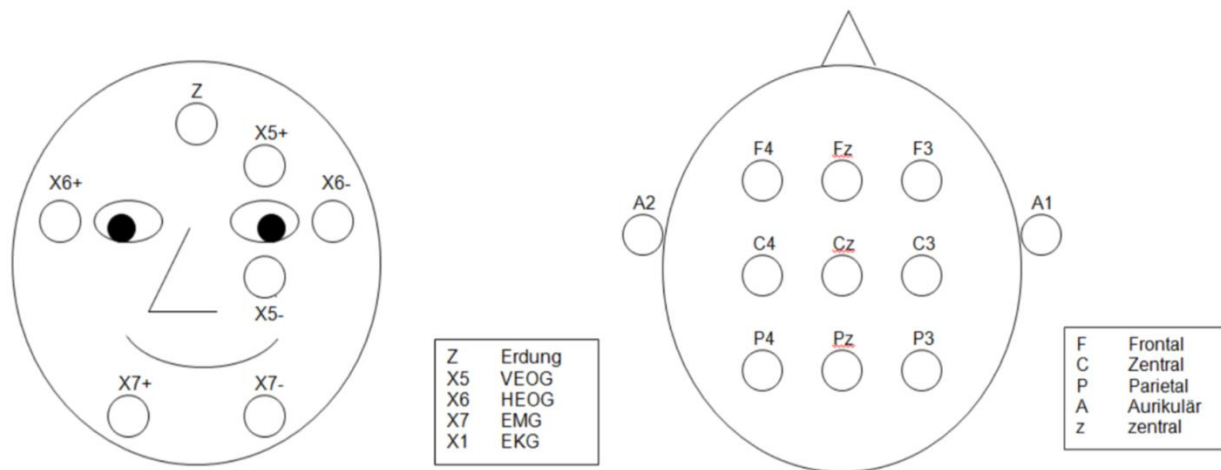 Z
X5+
X6+ X6-
X5-
X7+ X7-
Z Erdung
X5 VEOG
X6 HEOG
X7 EMG
X1 EKG
F4 Fz F3
A2 A1
C4 Cz C3
P4 Pz P3
F Frontal
C Zentral
P Parietal
A Aurikulär
z zentral